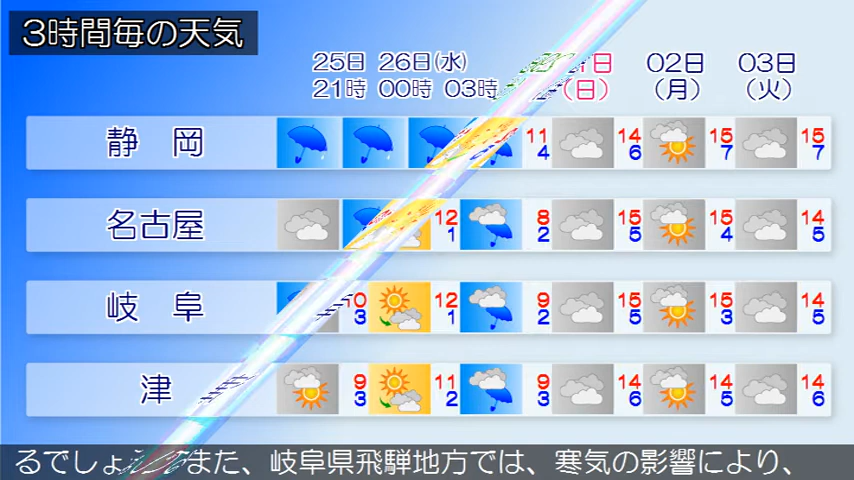 3時間毎の天気
25日 26日(水) 日 02日 03日
21時 00時 03時 (日) (月) (火)
静岡 11 4 14 6 15 7 15 7
名古屋 12 1 8 2 15 5 15 4 14 5
岐阜 3 12 1 9 2 15 5 15 3 14 5
津 9 3 11 2 9 3 14 6 14 5 14 6
るでしょう また、岐阜県飛騨地方では、寒気の影響により、